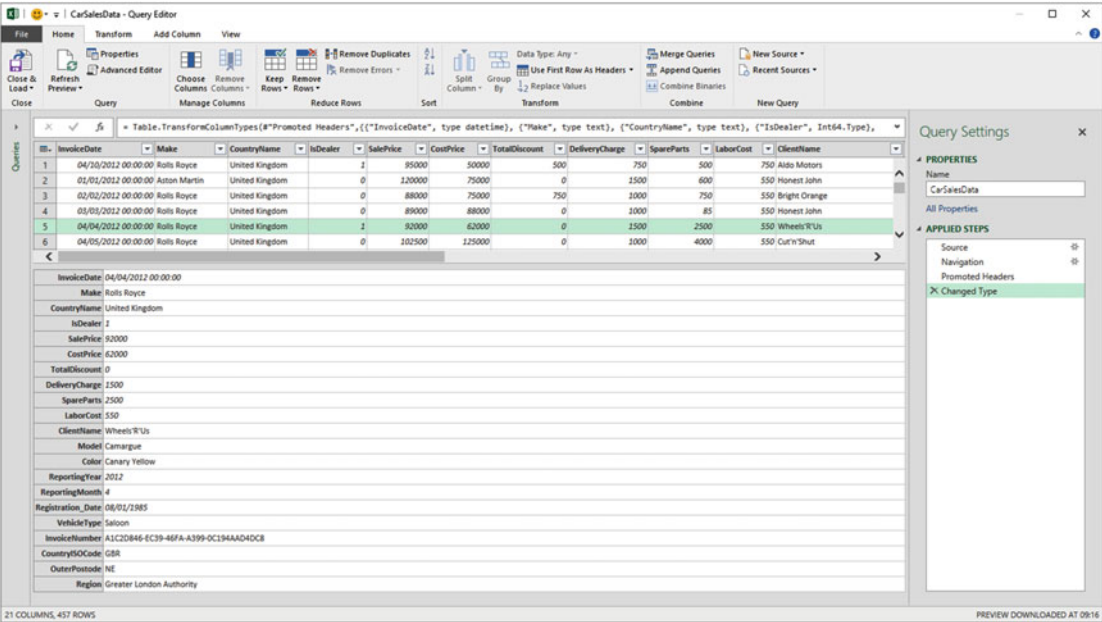 CarSalesData - Query Editor
File Home Transform Add Column View
Close & Load
Close
Refresh Preview
Properties
Advanced Editor
Query
Choose Columns
Remove Columns
Manage Columns
Keep Rows
Remove Rows
Remove Duplicates
Remove Errors
Reduce Rows
Sort
Split Column
Group By
Data Type: Any
Use First Row As Headers
Replace Values
Transform
Merge Queries
Append Queries
Combine Binaries
Combine
New Source
Recent Sources
New Query
Queries
fx = Table.TransformColumnTypes(#"Promoted Headers",{{"InvoiceDate", type datetime}, {"Make", type text}, {"CountryName", type text}, {"IsDealer", Int64.Type},
InvoiceDate Make CountryName IsDealer SalePrice CostPrice TotalDiscount DeliveryCharge SpareParts LaborCost ClientName
1 04/10/2012 00:00:00 Rolls Royce United Kingdom 1 95000 50000 500 750 500 750 Aldo Motors
2 01/01/2012 00:00:00 Aston Martin United Kingdom 0 120000 75000 0 1500 600 550 Honest John
3 02/02/2012 00:00:00 Rolls Royce United Kingdom 0 88000 75000 750 1000 750 550 Bright Orange
4 03/03/2012 00:00:00 Rolls Royce United Kingdom 0 89000 88000 0 1000 85 550 Honest John
5 04/04/2012 00:00:00 Rolls Royce United Kingdom 1 92000 62000 0 1500 2500 550 Wheels'R'Us
6 04/05/2012 00:00:00 Rolls Royce United Kingdom 0 102500 125000 0 1000 4000 550 Cut'n'Shut
InvoiceDate 04/04/2012 00:00:00
Make Rolls Royce
CountryName United Kingdom
IsDealer 1
SalePrice 92000
CostPrice 62000
TotalDiscount 0
DeliveryCharge 1500
SpareParts 2500
LaborCost 550
ClientName Wheels'R'Us
Model Camargue
Color Canary Yellow
ReportingYear 2012
ReportingMonth 4
Registration_Date 08/01/1985
VehicleType Saloon
InvoiceNumber A1C2D846-EC39-46FA-A399-0C194AAD4DC8
CountryISOCode GBR
OuterPostode NE
Region Greater London Authority
Query Settings
PROPERTIES
Name
CarSalesData
All Properties
APPLIED STEPS
Source
Navigation
Promoted Headers
Changed Type
21 COLUMNS, 457 ROWS
PREVIEW DOWNLOADED AT 09:16